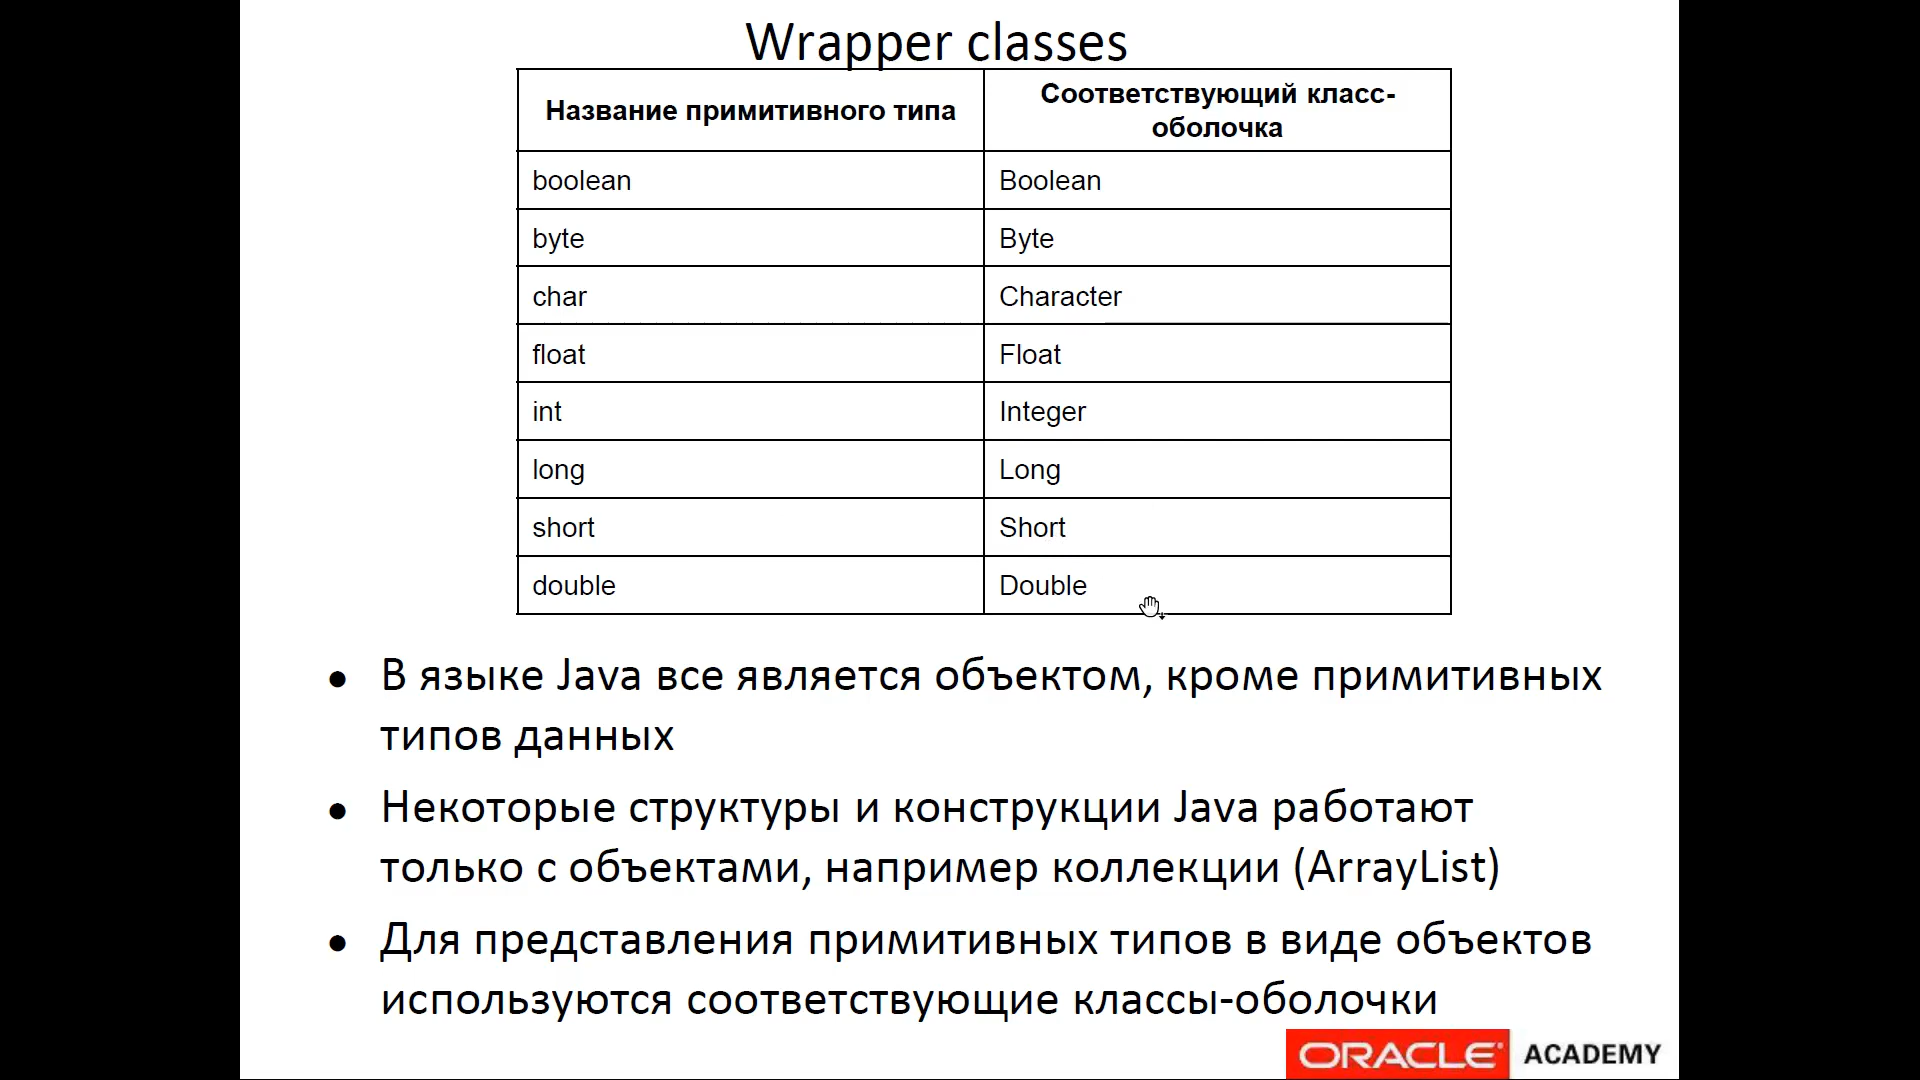 Wrapper classes
Название примитивного типа
Соответствующий класс-
оболочка
boolean
Boolean
byte
Byte
char
Character
float
Float
int
Integer
long
Long
short
Short
double
Double
• В языке Java все является объектом, кроме примитивных
типов данных
• Некоторые структуры и конструкции Java работают
только с объектами, например коллекции (ArrayList)
• Для представления примитивных типов в виде объектов
используются соответствующие классы-оболочки
ORACLE ACADEMY